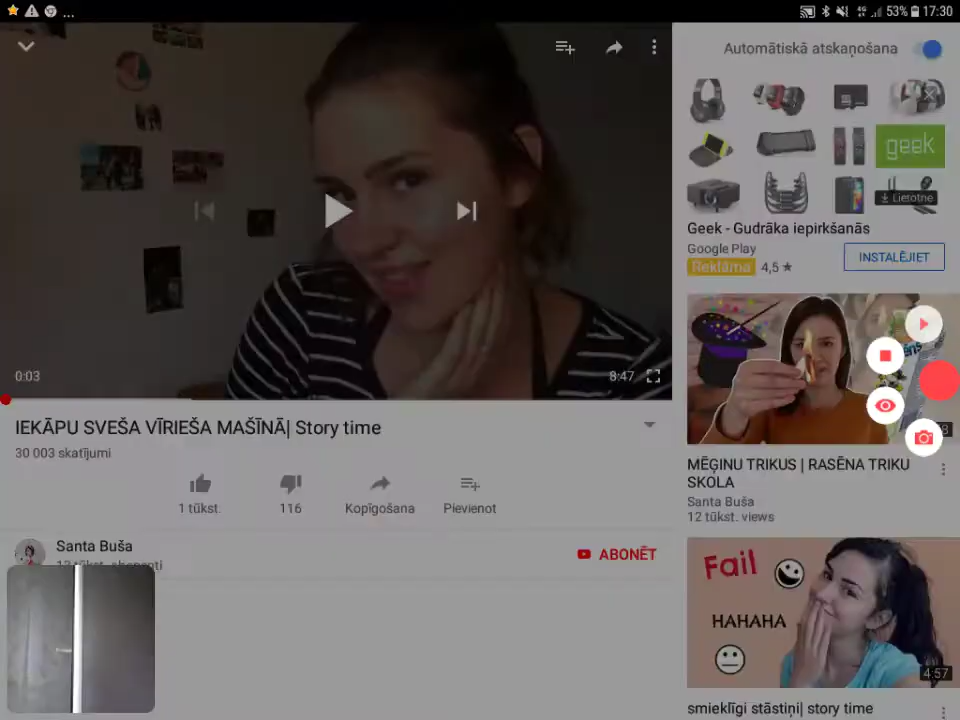 53% 17:30
Automātiskā atskaņošana
geek
Lietotne
Geek - Gudrāka iepirkšanās
Google Play
Reklāma 4,5 ★
INSTALĒJIET
0:03
8:47
IEKĀPU SVEŠA VĪRIEŠA MAŠĪNĀ| Story time
30 003 skatījumi
1 tūkst.
116
Kopīgošana
Pievienot
Santa Buša
ABONĒT
MĒĢINU TRIKUS | RASĒNA TRIKU
SKOLA
Santa Buša
12 tūkst. views
Fail
HAHAHA
4:57
smieklīgi stāstiņi| story time